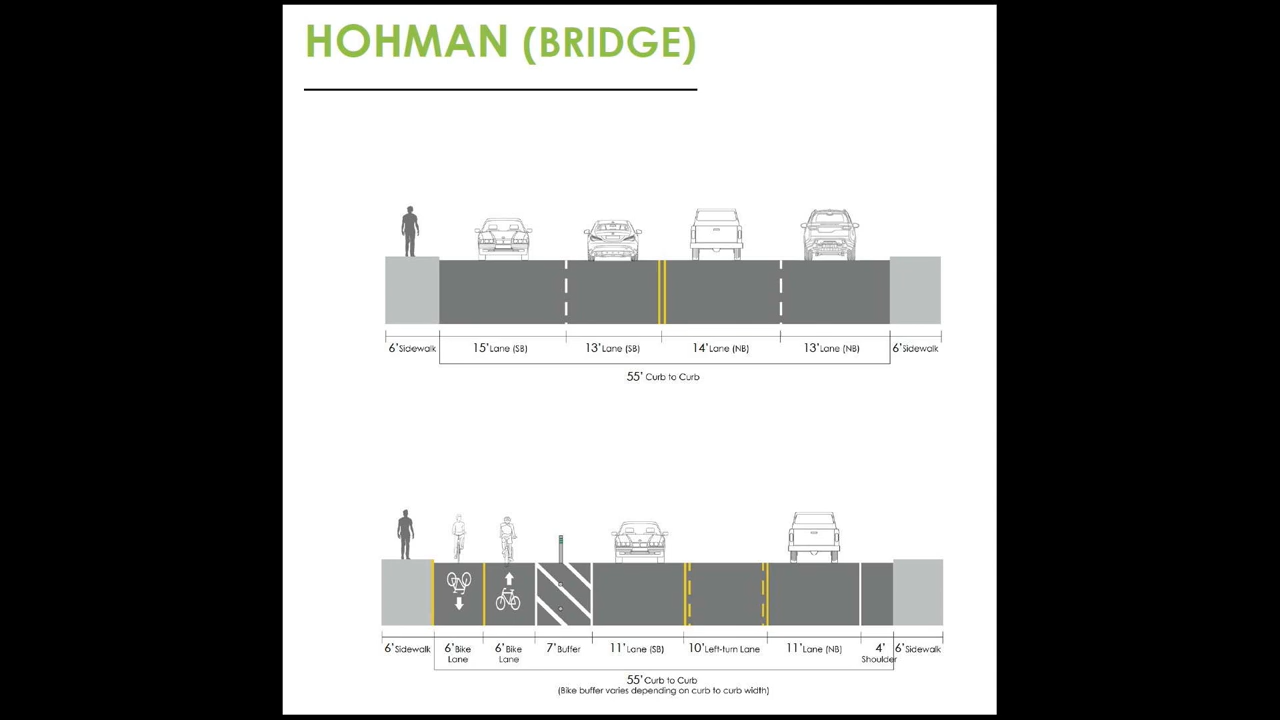 HOHMAN (BRIDGE)
6' Sidewalk 15' Lane (SB) 13' Lane (SB) 14' Lane (NB) 13' Lane (NB) 6' Sidewalk
55' Curb to Curb
6' Sidewalk 6' Bike Lane 6' Bike Lane 7' Buffer 11' Lane (SB) 10' Left-turn Lane 11' Lane (NB) 4' Shoulder 6' Sidewalk
55' Curb to Curb
(Bike buffer varies depending on curb to curb width)